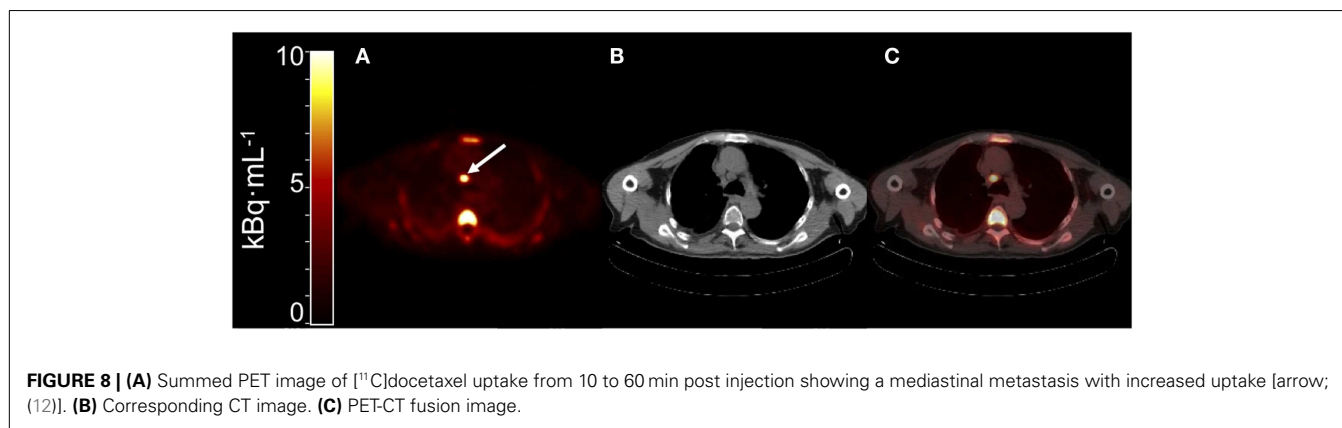 10
5
0
kBq·mL⁻¹
A
B
C
FIGURE 8 | (A) Summed PET image of [¹¹C]docetaxel uptake from 10 to 60 min post injection showing a mediastinal metastasis with increased uptake [arrow;
(12)]. (B) Corresponding CT image. (C) PET-CT fusion image.